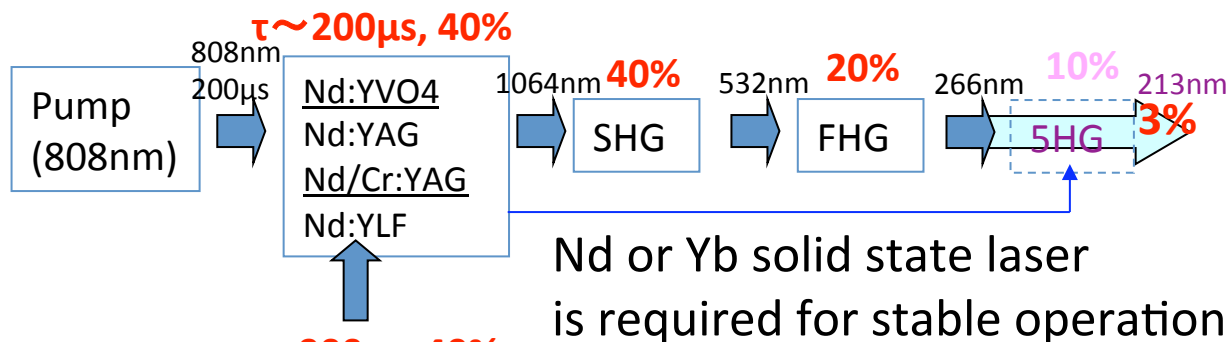 τ～200μs, 40%
808nm
200μs
Pump
(808nm)
Nd:YVO4
Nd:YAG
Nd/Cr:YAG
Nd:YLF
1064nm
40%
SHG
532nm
20%
FHG
266nm
10%
5HG
213nm
3%
Nd or Yb solid state laser
is required for stable operation